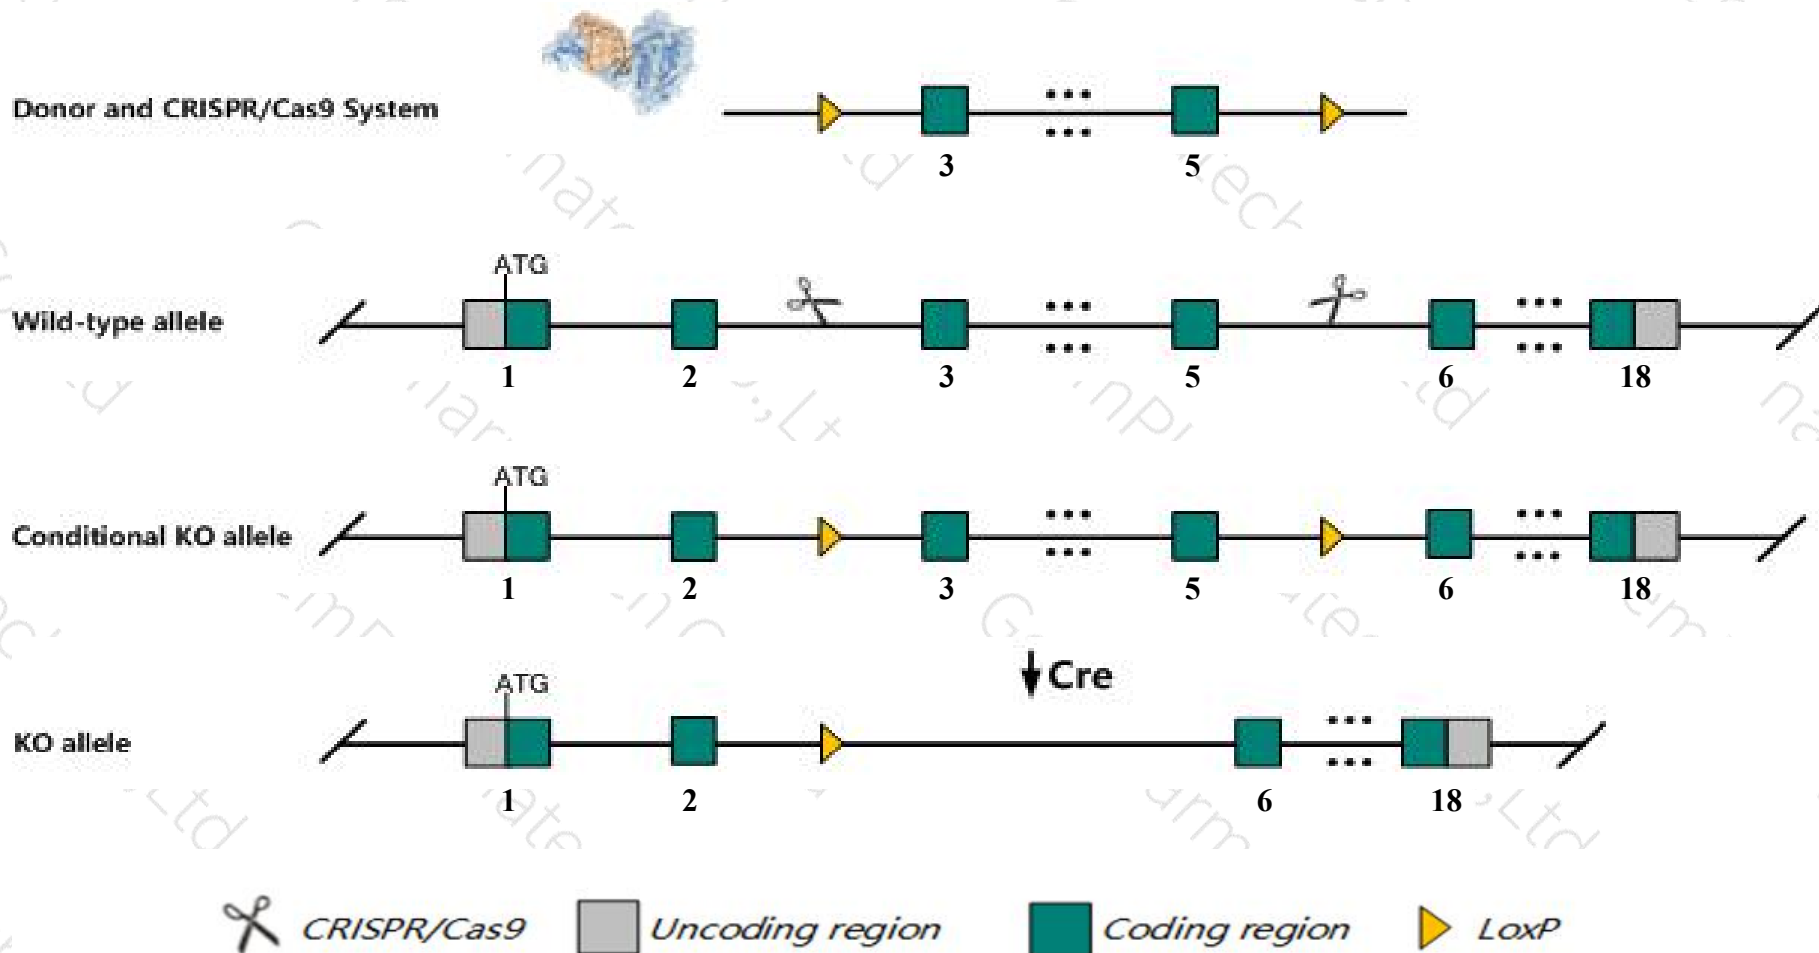 Donor and CRISPR/Cas9 System
3 ... 5
ATG
Wild-type allele
1 2 3 ... 5 6 ... 18
ATG
Conditional KO allele
1 2 3 ... 5 6 ... 18
Cre
ATG
KO allele
1 2 6 ... 18
CRISPR/Cas9 Uncoding region Coding region LoxP